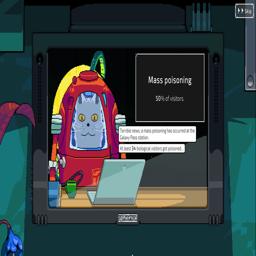 Skip
Mass poisoning
50% of visitors
Terrible news, a mass poisoning has occurred at the
Galaxy Pass station.
At least 34 biological visitors got poisoned.